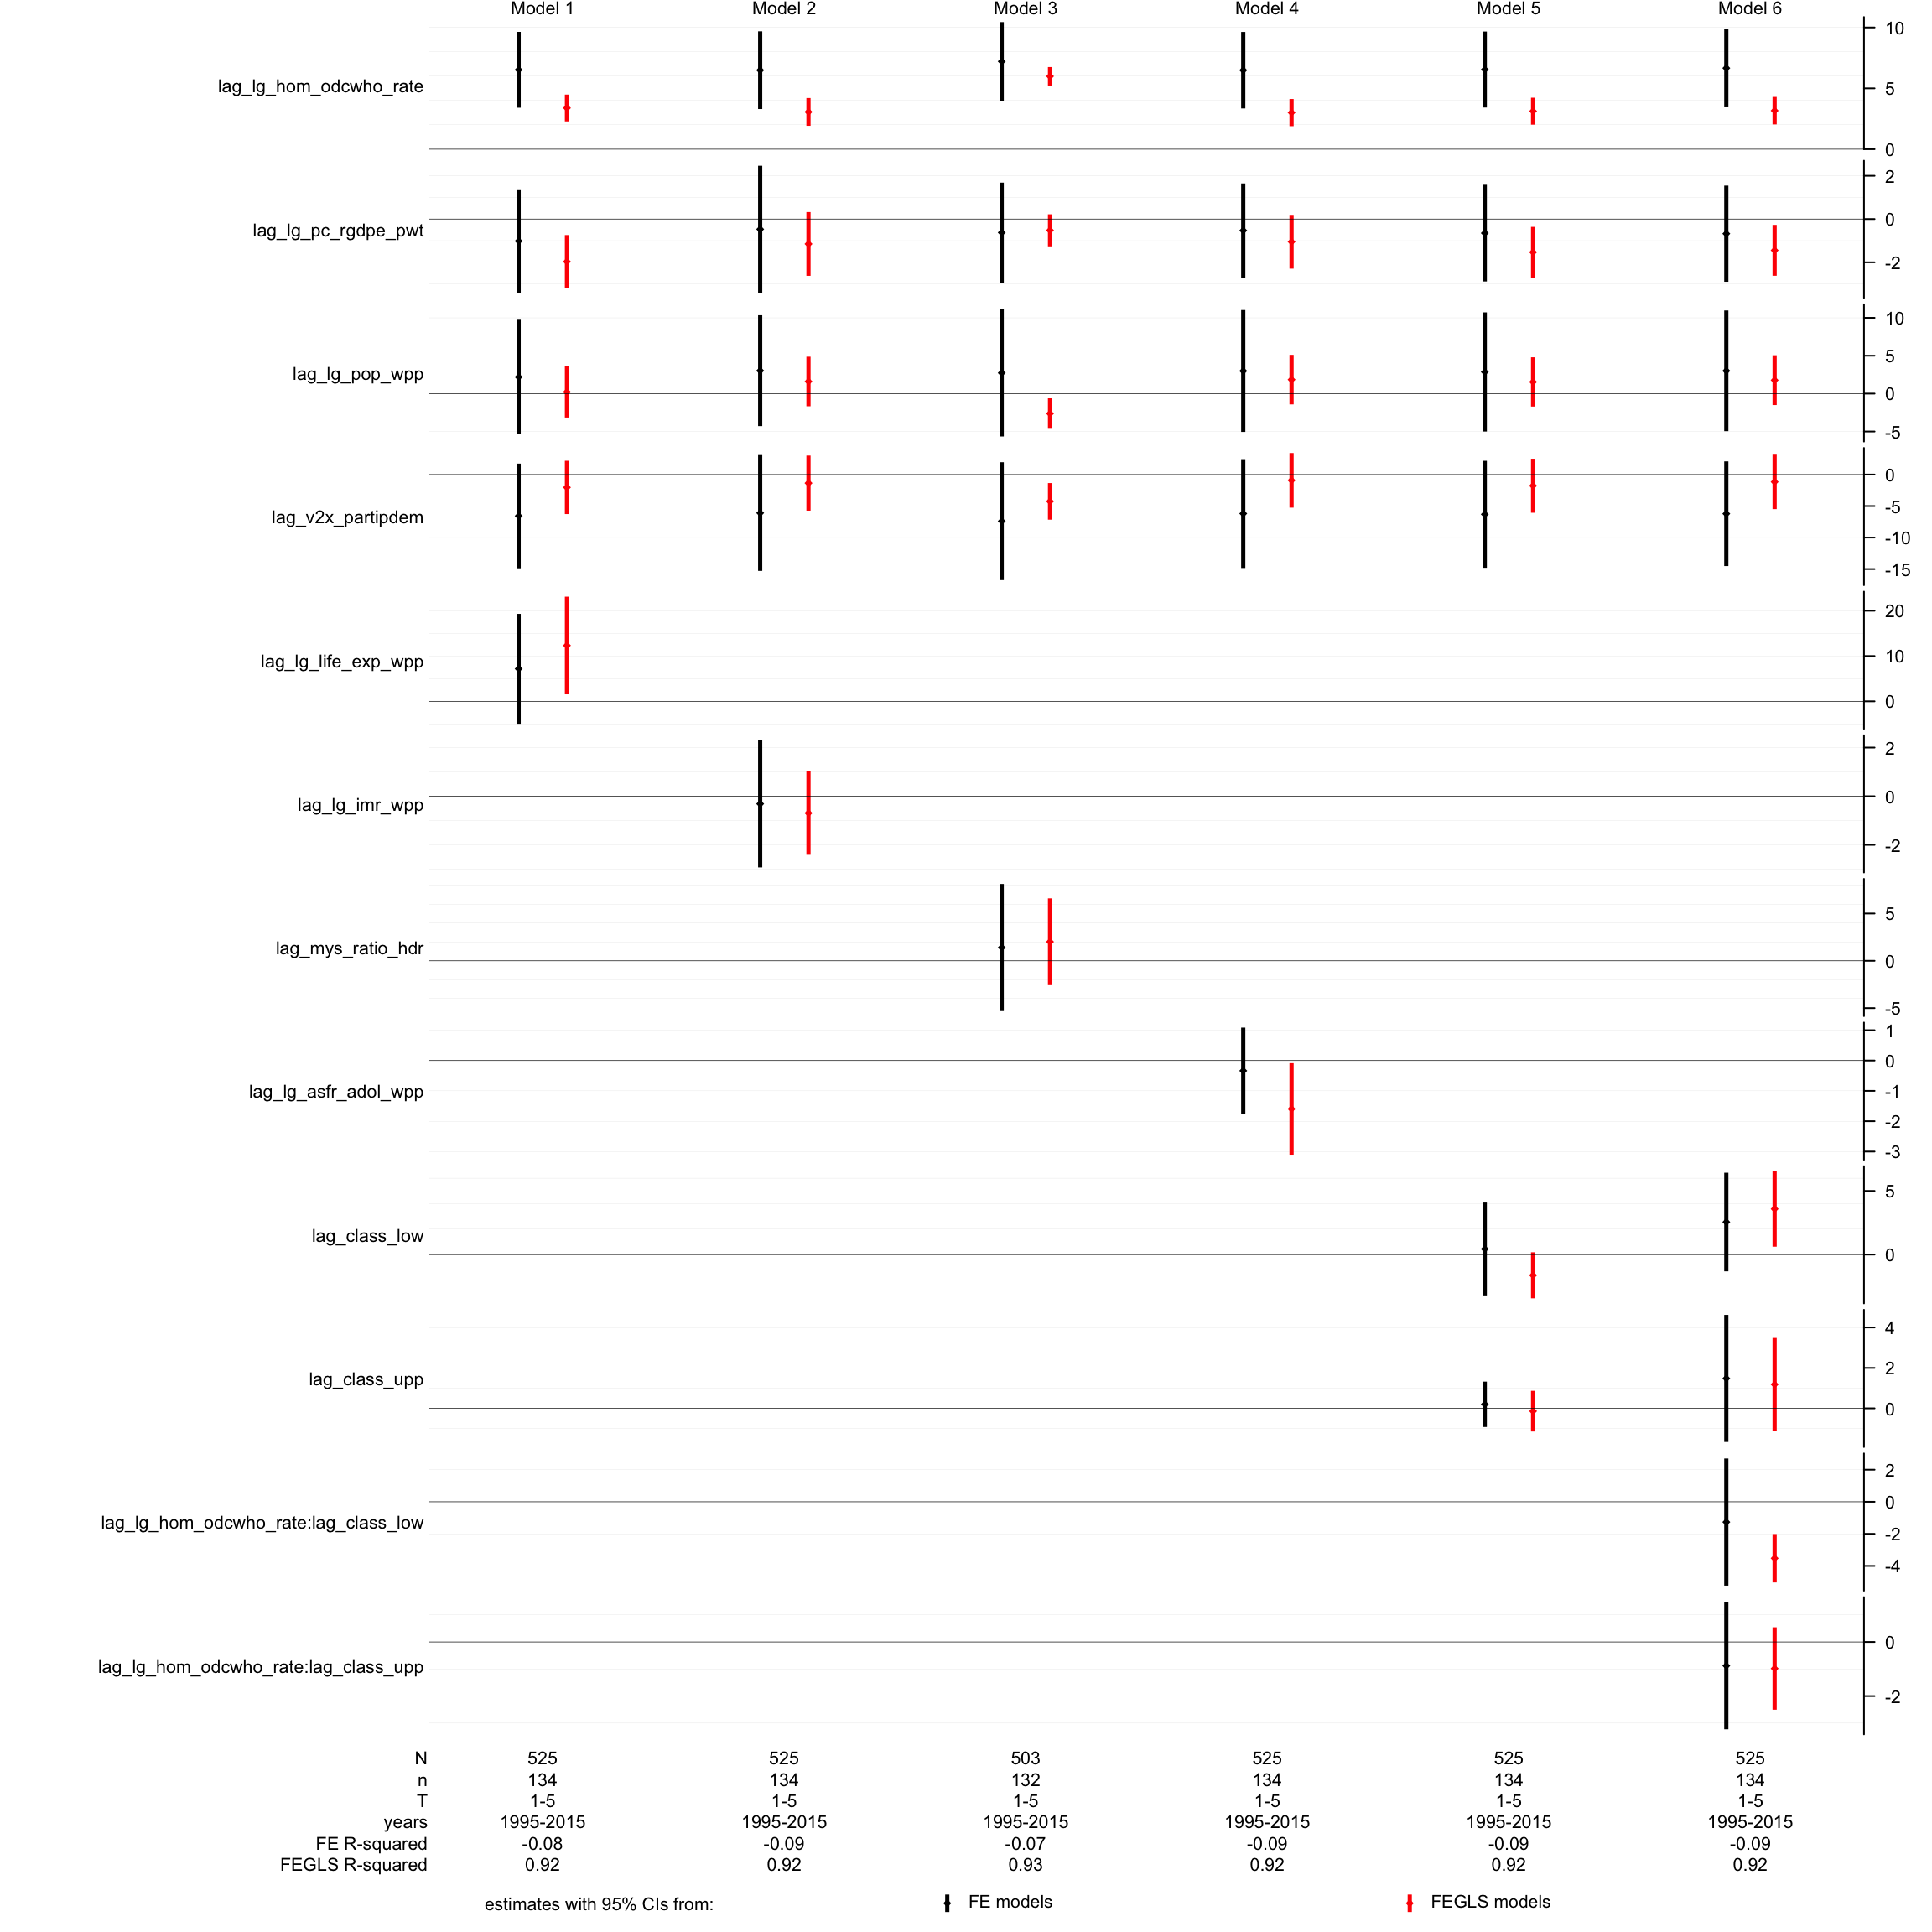 Model 1 Model 2 Model 3 Model 4 Model 5 Model 6
lag_lg_hom_odcwho_rate
10
5
0
lag_lg_pc_rgdpe_pwt
2
0
-2
lag_lg_pop_wpp
10
5
0
-5
lag_v2x_partipdem
0
-5
-10
-15
lag_lg_life_exp_wpp
20
10
0
lag_lg_imr_wpp
2
0
-2
lag_mys_ratio_hdr
5
0
-5
lag_lg_asfr_adol_wpp
1
0
-1
-2
-3
lag_class_low
5
0
lag_class_upp
4
2
0
lag_lg_hom_odcwho_rate:lag_class_low
2
0
-2
-4
lag_lg_hom_odcwho_rate:lag_class_upp
0
-2
N 525 525 503 525 525 525
n 134 134 132 134 134 134
T 1-5 1-5 1-5 1-5 1-5 1-5
years 1995-2015 1995-2015 1995-2015 1995-2015 1995-2015 1995-2015
FE R-squared -0.08 -0.09 -0.07 -0.09 -0.09 -0.09
FEGLS R-squared 0.92 0.92 0.93 0.92 0.92 0.92
estimates with 95% CIs from: FE models FEGLS models